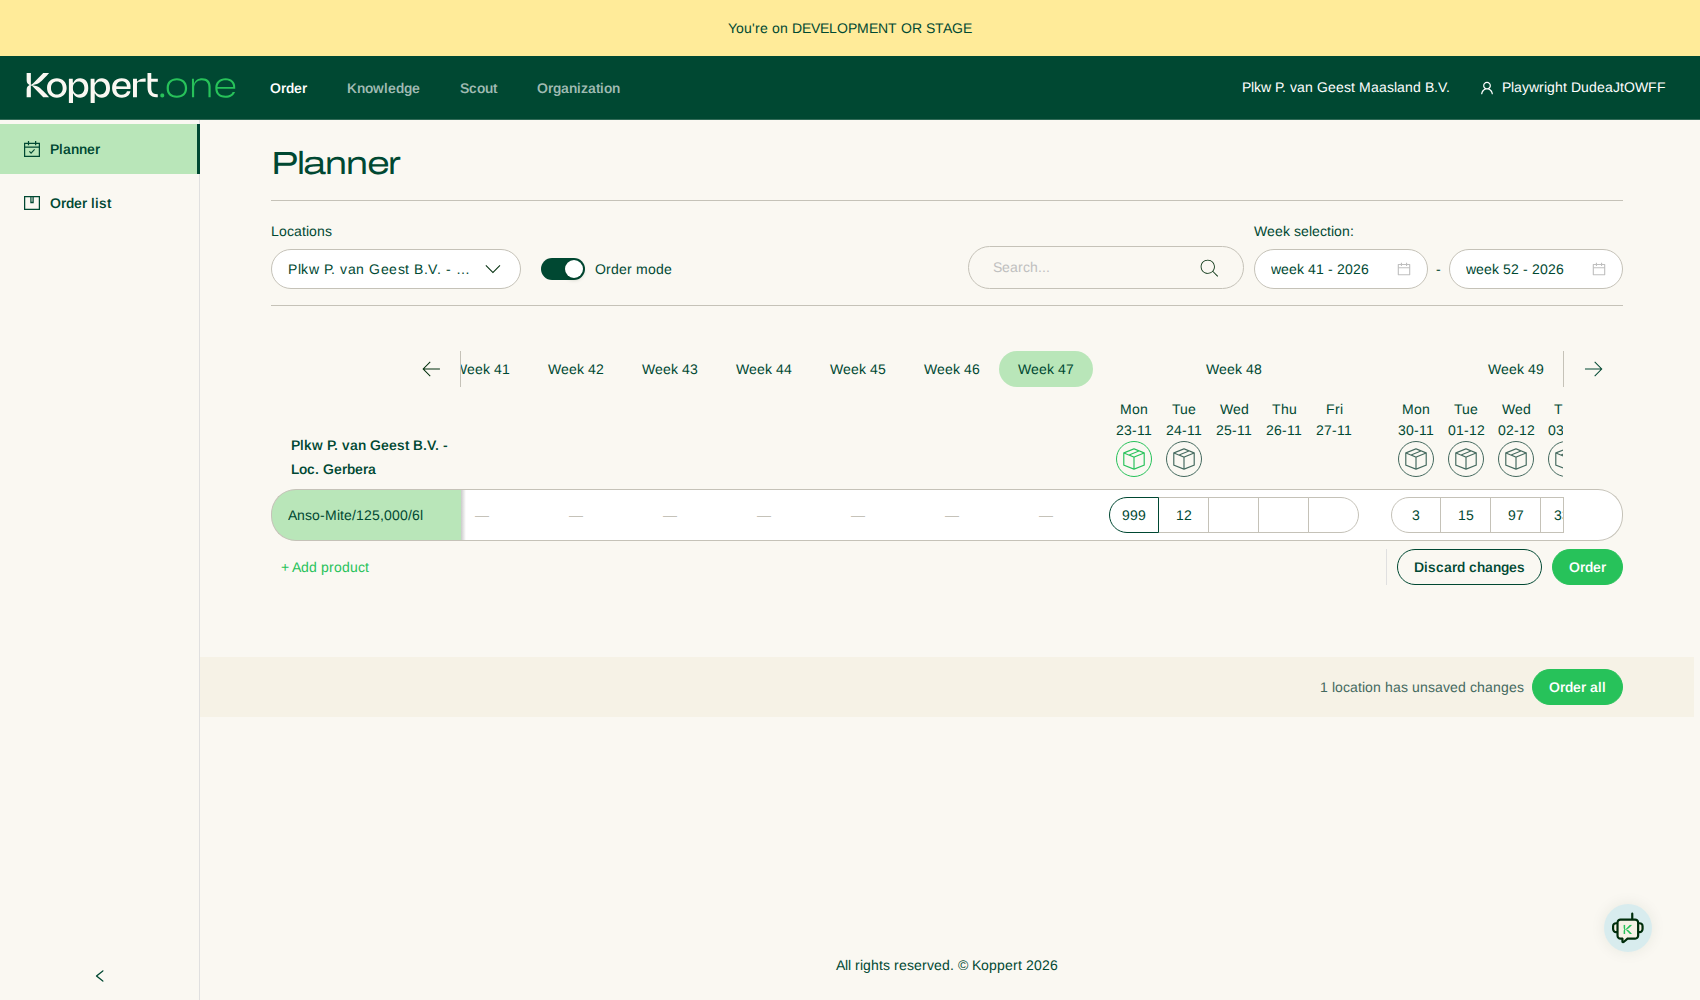 You're on DEVELOPMENT OR STAGE
Koppert.one
Order
Knowledge
Scout
Organization
Plkw P. van Geest Maasland B.V.
Playwright DudeaJtOWFF
Planner
Order list
Planner
Locations
Plkw P. van Geest B.V. - ...
Order mode
Search...
Week selection:
week 41 - 2026
-
week 52 - 2026
Week 41
Week 42
Week 43
Week 44
Week 45
Week 46
Week 47
Week 48
Week 49
Mon Tue Wed Thu Fri Mon Tue Wed T
23-11 24-11 25-11 26-11 27-11 30-11 01-12 02-12 03
Plkw P. van Geest B.V. -
Loc. Gerbera
Anso-Mite/125,000/6l — — — — — — — 999 12 3 15 97 3
+ Add product
Discard changes
Order
1 location has unsaved changes
Order all
All rights reserved. © Koppert 2026